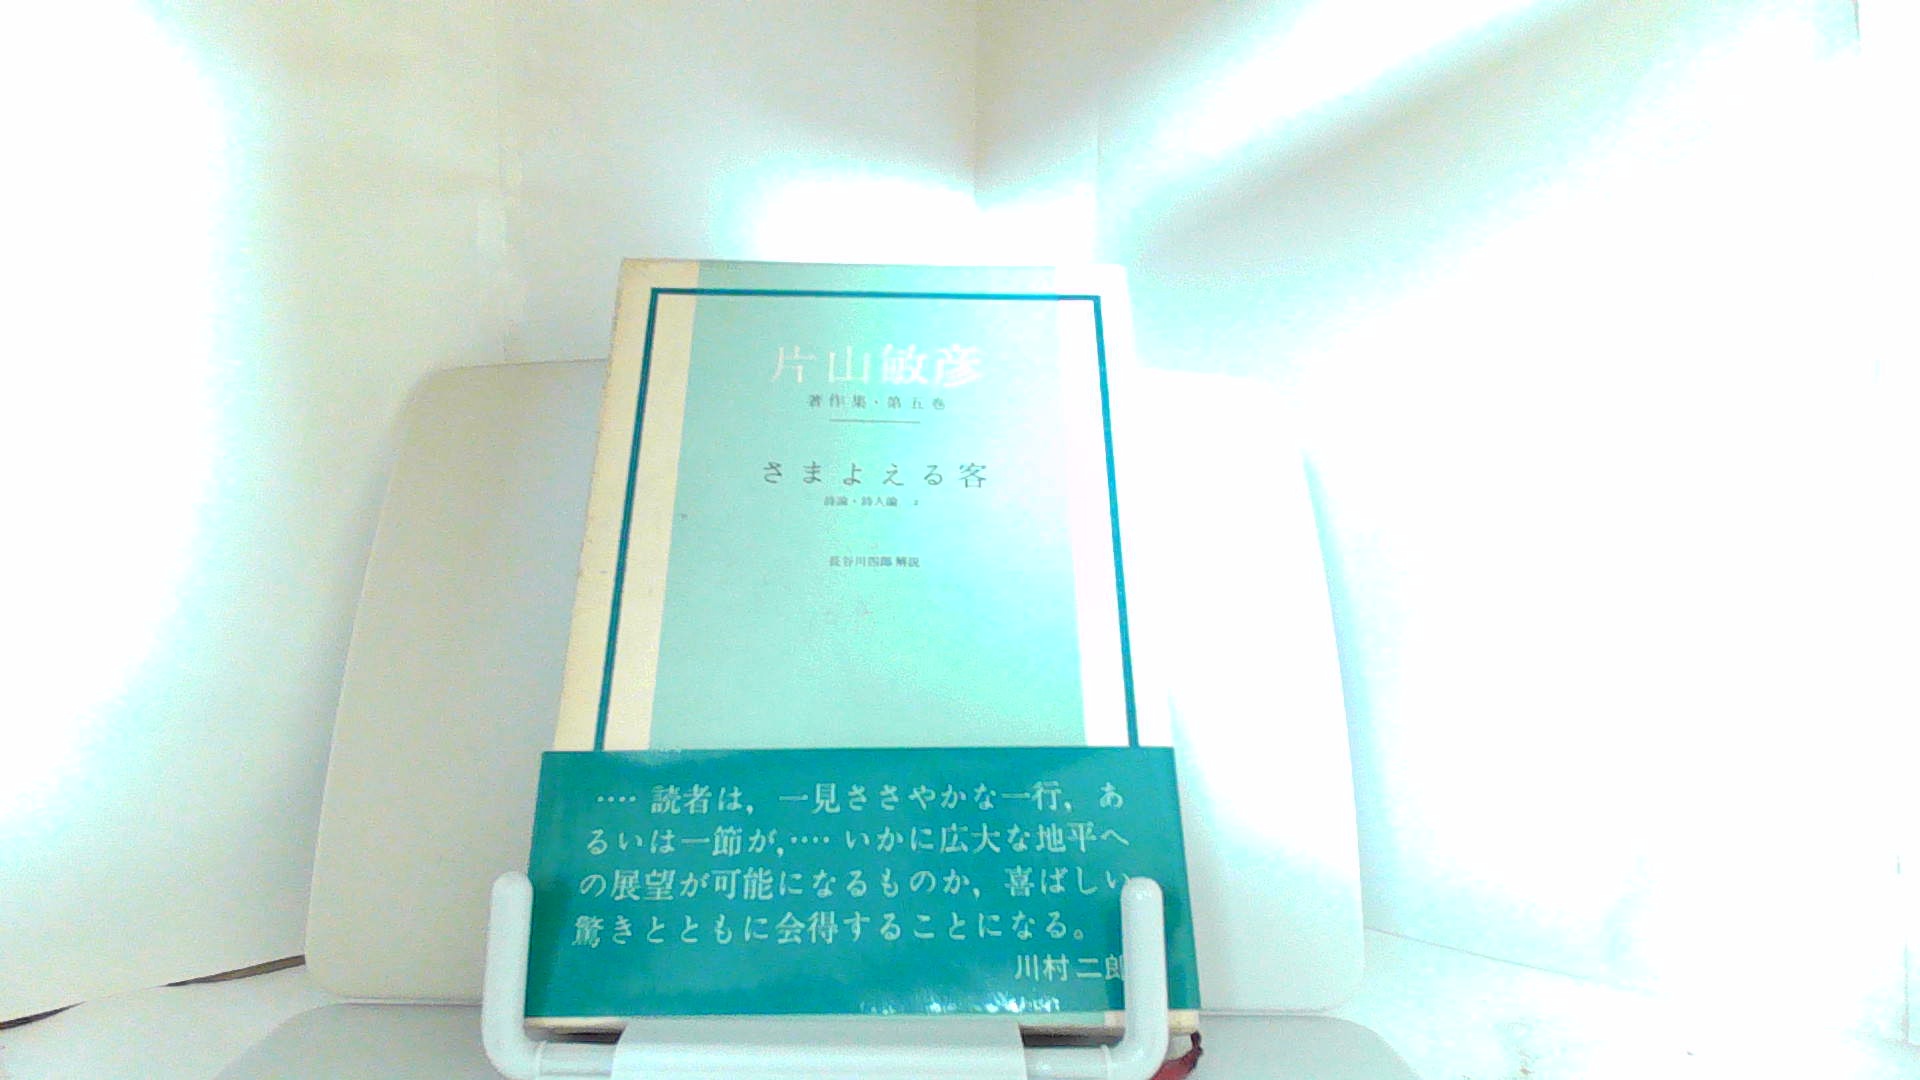 片山敏彦
著作集・第五巻
さまよえる客
詩論・詩人論 2
長谷川四郎 解説
‥‥ 読者は，一見ささやかな一行，あ
るいは一節が，‥‥ いかに広大な地平へ
の展望が可能になるものか，喜ばしい
驚きとともに会得することになる。
川村二郎